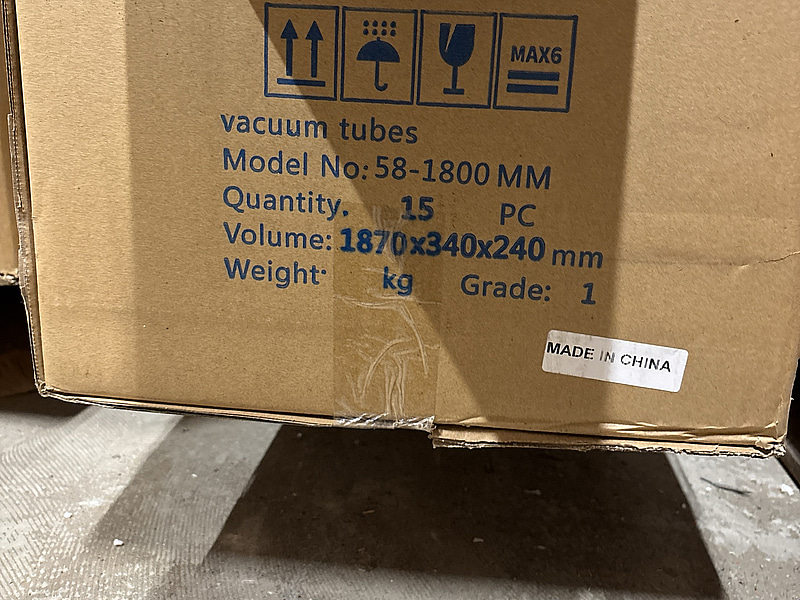 MAX6
vacuum tubes
Model No: 58-1800 MM
Quantity. 15 PC
Volume: 1870x340x240 mm
Weight: kg Grade: 1
MADE IN CHINA